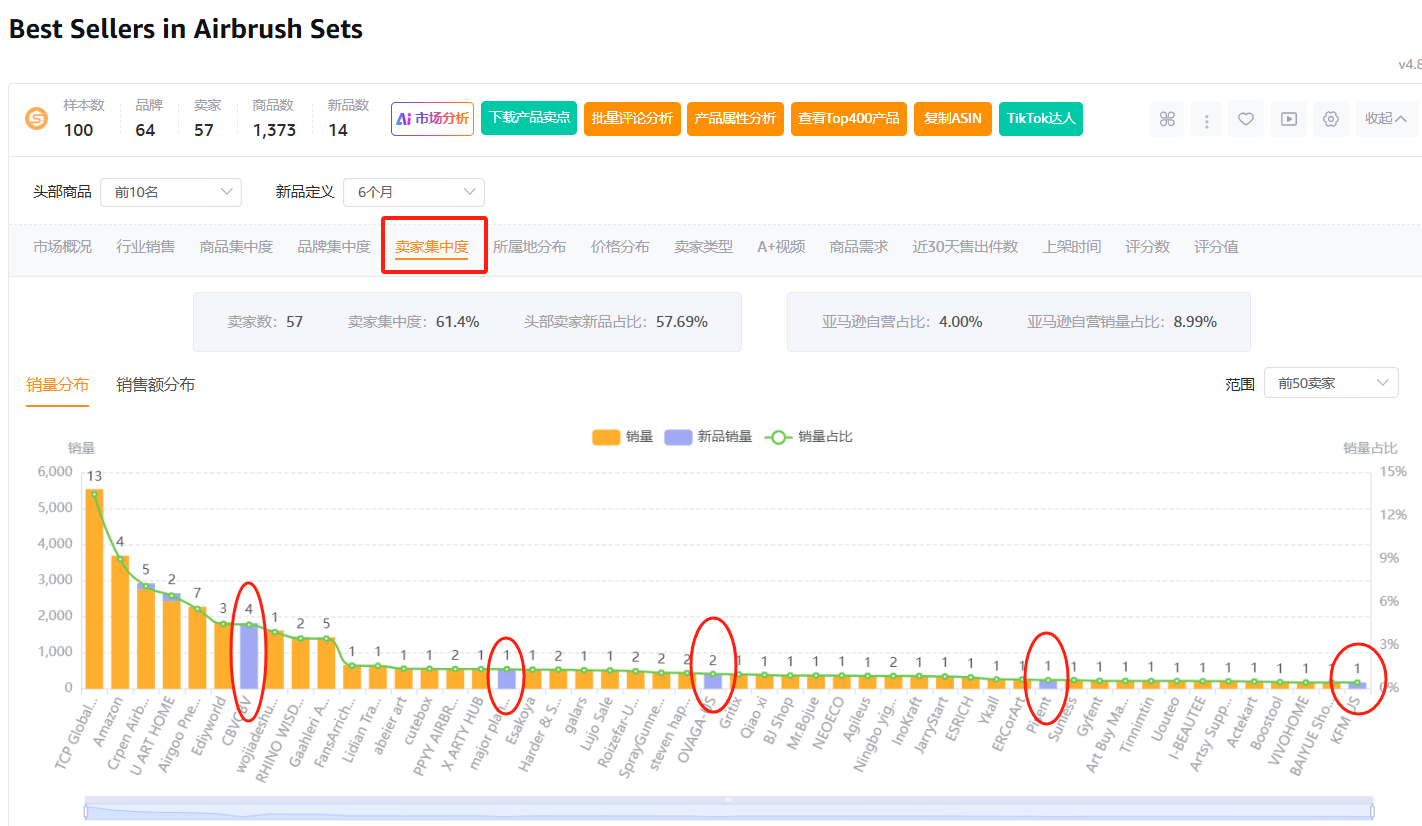 Best Sellers in Airbrush Sets
v4.8
样本数 品牌 卖家 商品数 新品数
100 64 57 1,373 14
Ai 市场分析 下载产品卖点 批量评论分析 产品属性分析 查看Top400产品 复制ASIN TikTok达人 收起
头部商品 前10名 新品定义 6个月
市场概况 行业销售 商品集中度 品牌集中度 卖家集中度 所属地分布 价格分布 卖家类型 A+视频 商品需求 近30天售出件数 上架时间 评分数 评分值
卖家数: 57 卖家集中度: 61.4% 头部卖家新品占比: 57.69% 亚马逊自营占比: 4.00% 亚马逊自营销量占比: 8.99%
销量分布 销售额分布 范围 前50卖家
销量 新品销量 销量占比
销量 销量占比
6,000 15%
5,000 12%
4,000 9%
3,000
2,000 6%
1,000 3%
0 0%
13 4 5 2 7 3 4 1 2 5 1 1 1 1 2 1 1 1 2 1 1 2 2 2 2 1 1 1 1 1 1 2 1 1 1 1 1 1 1 1 1 1 1 1 1 1 1 1 1 1
TCP Global... Amazon Crpen Airb... U ART HOME Airgoo Pne... Edjyworld CBVCBV wojiadeshu... RHINO WISD... Gaahleri A... FansArrich... Lidian Tra... abeier art cutebox PPYY AIRBR... X ARTY HUB major plan... Esakoya Harder & S... galars Lujo Sale Roizefar-U... SprayGunne... steven hap... OVAGA-US Gritix Qiao xi BJ Shop Mr.Bojue NEOECO Agileus Ningbo yig... InoKraft JarryStart ESRICH Ykall ERCorArt Sunless Gyfent Art Buy Ma... Tinnimtin Uouteo I-BEAUTEE Artsy Supp... Actekart Boostool VIVOHOME BAIYUE Sho... KFM US